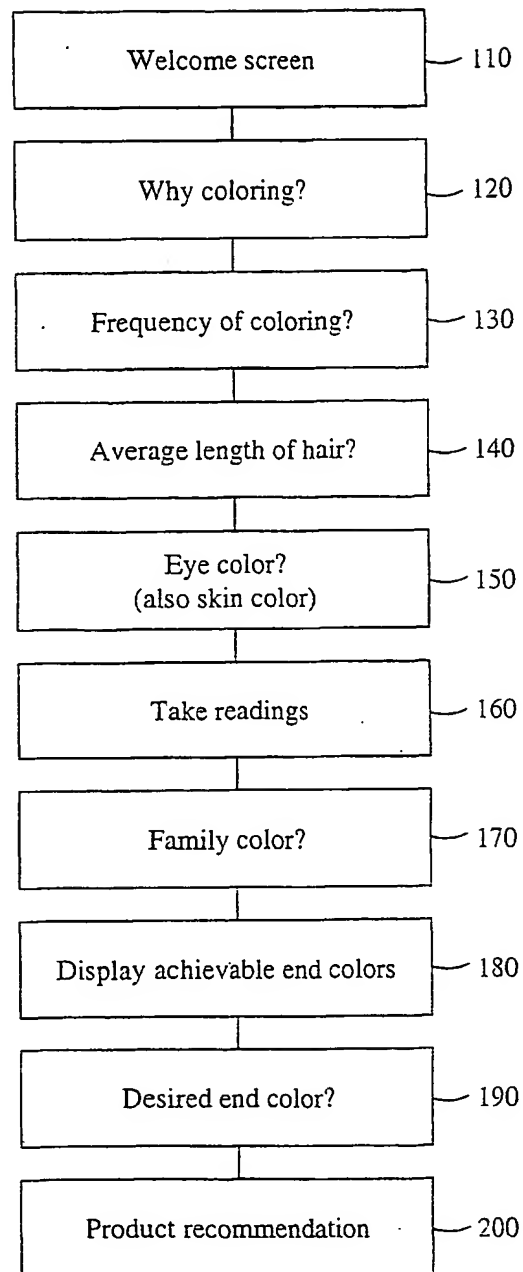 Welcome screen 110
Why coloring? 120
Frequency of coloring? 130
Average length of hair? 140
Eye color?
(also skin color) 150
Take readings 160
Family color? 170
Display achievable end colors 180
Desired end color? 190
Product recommendation 200